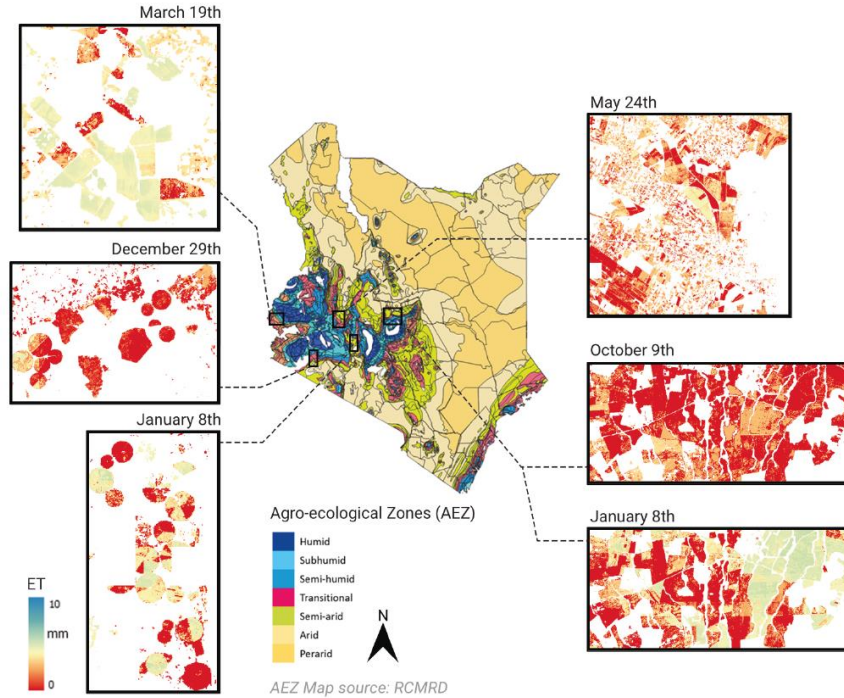 March 19th
May 24th
December 29th
October 9th
January 8th
January 8th
Agro-ecological Zones (AEZ)
Humid
Subhumid
Semi-humid
Transitional
Semi-arid
Arid
Perarid
ET
10
mm
0
N
AEZ Map source: RCMRD